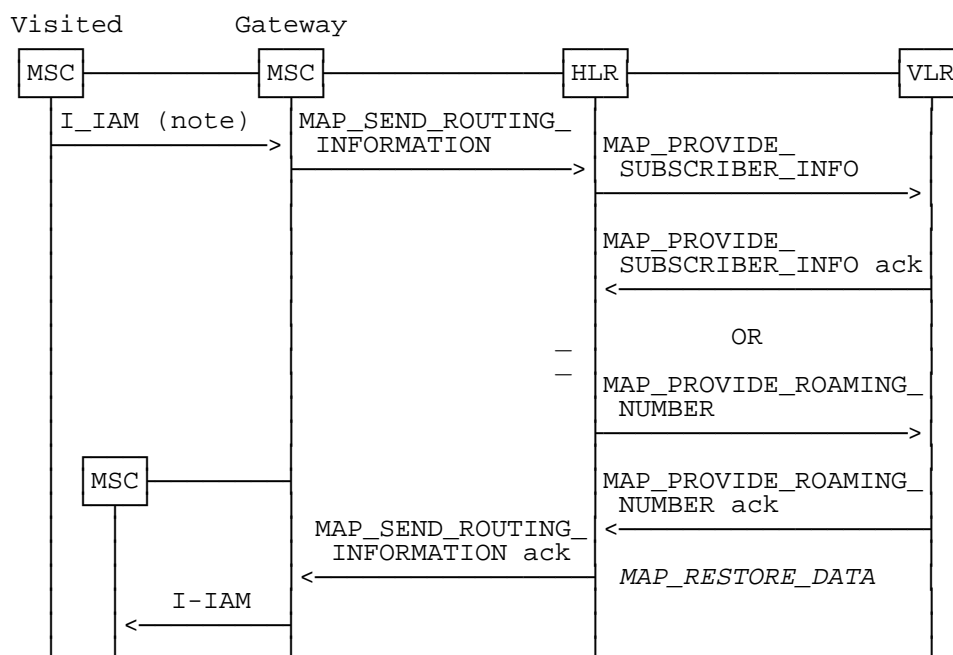 Visited Gateway
MSC MSC HLR VLR
I_IAM (note)
MAP_SEND_ROUTING_
INFORMATION
MAP_PROVIDE_
SUBSCRIBER_INFO
MAP_PROVIDE_
SUBSCRIBER_INFO ack
OR
MAP_PROVIDE_ROAMING_
NUMBER
MSC
MAP_PROVIDE_ROAMING_
NUMBER ack
MAP_SEND_ROUTING_
INFORMATION ack
MAP_RESTORE_DATA
I-IAM